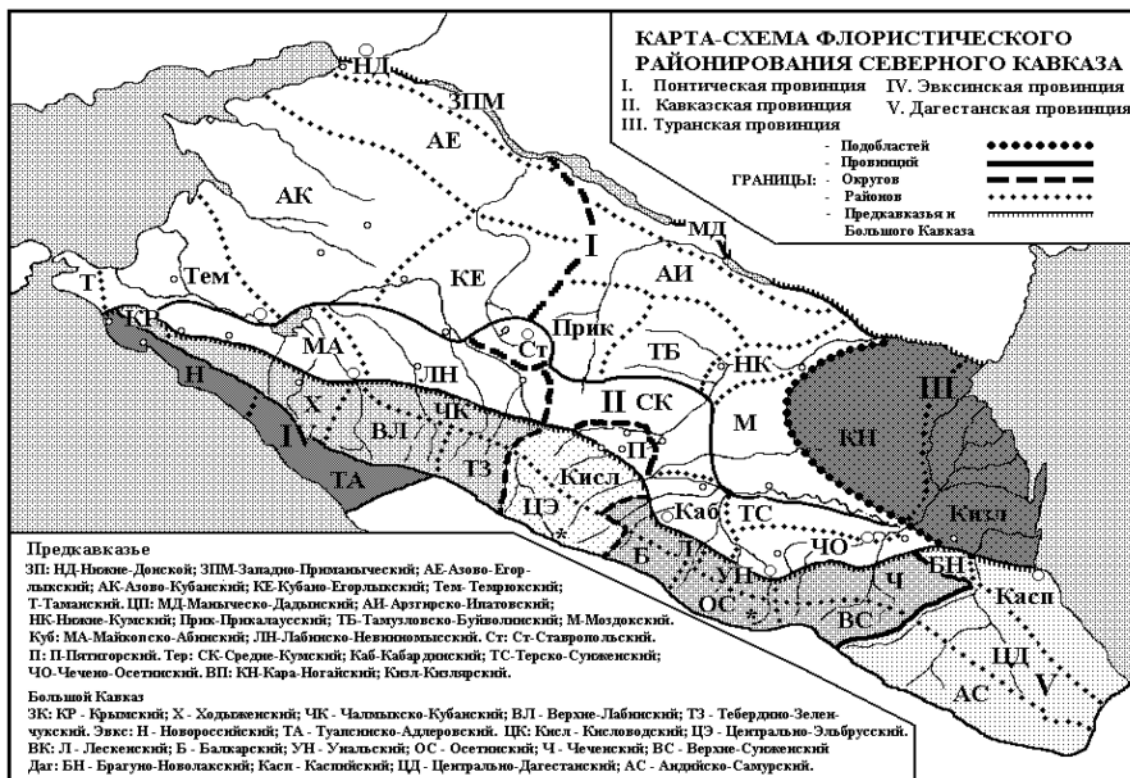 КАРТА-СХЕМА ФЛОРИСТИЧЕСКОГО
РАЙОНИРОВАНИЯ СЕВЕРНОГО КАВКАЗА
I. Понтическая провинция IV. Эвксинская провинция
II. Кавказская провинция V. Дагестанская провинция
III. Туранская провинция
- Подобластей
- Провинций
ГРАНИЦЫ: - Округов
- Районов
- Предкавказья и
Большого Кавказа
НД
ЗПМ
АЕ
АК
I
МД
АИ
Т
Тем
КЕ
КР
Прик
Ст
МА
ТБ
НК
III
Н
ЛН
II
СК
М
КН
Х
ЧК
IV
ВЛ
П
ТЗ
Кисл
ТА
ЦЭ
Каб
ТС
Кизл
*
ЧО
Б
Л
УН
БН
Ч
Касп
ОС
*
ВС
ЦД
АС
V
Предкавказье
ЗП: НД-Нижне-Донской; ЗПМ-Западно-Приманыческий; АЕ-Азово-Егор-
лыкский; АК-Азово-Кубанский; КЕ-Кубано-Егорлыкский; Тем- Темрюкский;
Т-Таманский. ЦП: МД-Маныческо-Дадынский; АИ-Арзгирско-Ипатовский;
НК-Нижне-Кумский; Прик-Прикалаусский; ТБ-Тамузловско-Буйволинский; М-Моздокский.
Куб: МА-Майковско-Абинский; ЛН-Лабинско-Невинномысский. Ст: Ст-Ставропольский.
П: П-Пятигорский. Тер: СК-Средне-Кумский; Каб-Кабардинский; ТС-Терско-Сунженский;
ЧО-Чечено-Осетинский. ВП: КН-Кара-Ногайский; Кизл-Кизлярский.
Большой Кавказ
ЗК: КР - Крымский; Х - Ходыженский; ЧК - Чалмыкско-Кубанский; ВЛ - Верхне-Лабинский; ТЗ - Тебердино-Зелен-
чукский. Эвкс: Н - Новороссийский; ТА - Туапсинско-Адлеровский. ЦК: Кисл - Кисловодский; ЦЭ - Центрально-Эльбрусский.
ВК: Л - Лескенский; Б - Балкарский; УН - Унальский; ОС - Осетинский; Ч - Чеченский; ВС - Верхне-Сунженский
Даг: БН - Брагуно-Новолакский; Касп - Каспийский; ЦД - Центрально-Дагестанский; АС - Андийско-Самурский.